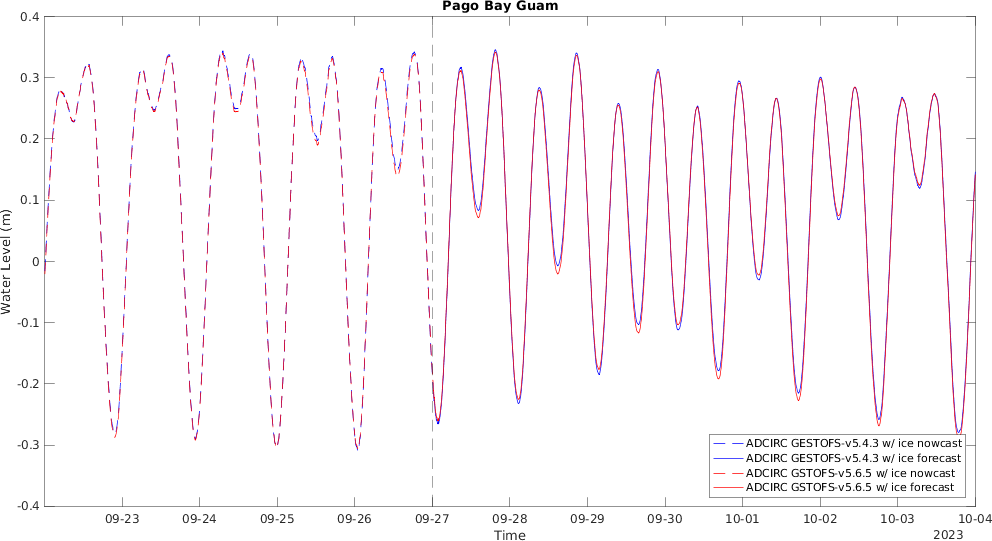 Pago Bay Guam
0.4
0.3
0.2
0.1
0
-0.1
-0.2
-0.3
-0.4
Water Level (m)
ADCIRC GESTOFS-v5.4.3 w/ ice nowcast
ADCIRC GESTOFS-v5.4.3 w/ ice forecast
ADCIRC GSTOFS-v5.6.5 w/ ice nowcast
ADCIRC GSTOFS-v5.6.5 w/ ice forecast
09-23 09-24 09-25 09-26 09-27 09-28 09-29 09-30 10-01 10-02 10-03 10-04
Time
2023